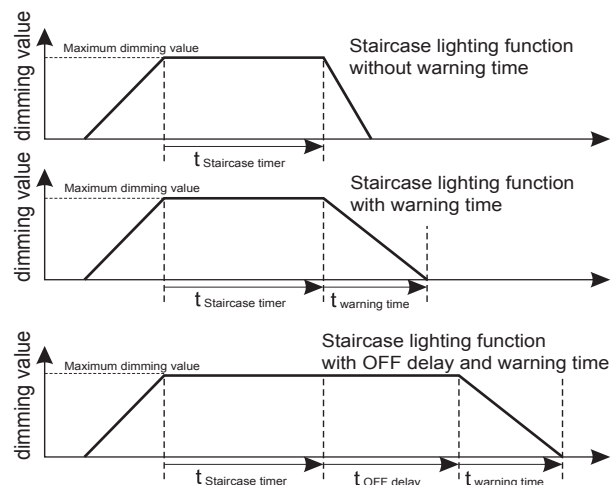 dimming value
Maximum dimming value
Staircase lighting function
without warning time
t Staircase timer
dimming value
Maximum dimming value
Staircase lighting function
with warning time
t Staircase timer
t warning time
dimming value
Maximum dimming value
Staircase lighting function
with OFF delay and warning time
t Staircase timer
t OFF delay
t warning time